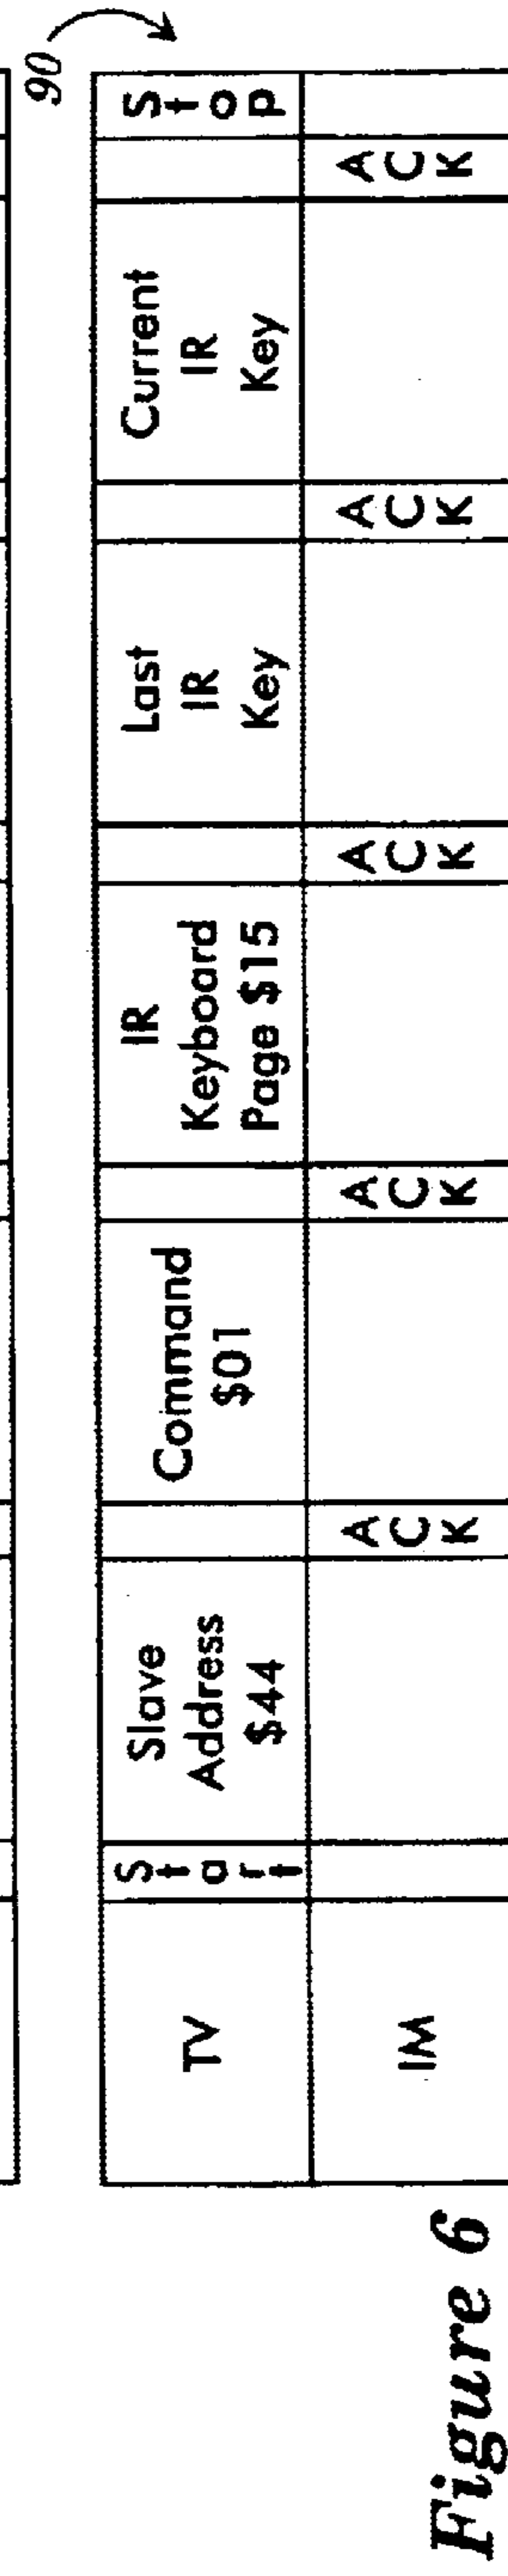 90
TV
Start
Slave
Address
$44
Command
$01
IR
Keyboard
Page $15
Last
IR
Key
Current
IR
Key
Stop
IM
ACK
ACK
ACK
ACK
ACK
Figure 6